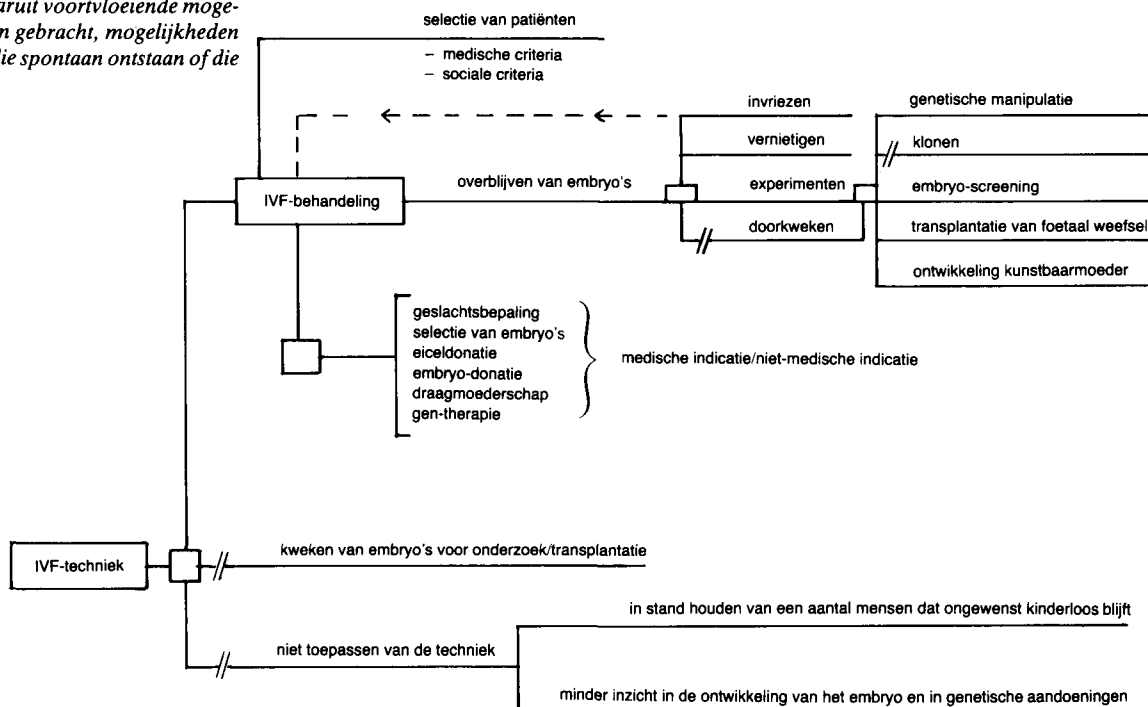 aruit voortvloeiende moge-
n gebracht, mogelijkheden
die spontaan ontstaan of die
selectie van patiënten
– medische criteria
– sociale criteria
invriezen
genetische manipulatie
vernietigen
klonen
IVF-behandeling
overblijven van embryo's
experimenten
embryo-screening
doorkweken
transplantatie van foetaal weefsel
ontwikkeling kunstbaarmoeder
geslachtsbepaling
selectie van embryo's
eiceldonatie
embryo-donatie
draagmoederschap
gen-therapie
medische indicatie/niet-medische indicatie
IVF-techniek
kweken van embryo's voor onderzoek/transplantatie
niet toepassen van de techniek
in stand houden van een aantal mensen dat ongewenst kinderloos blijft
minder inzicht in de ontwikkeling van het embryo en in genetische aandoeningen